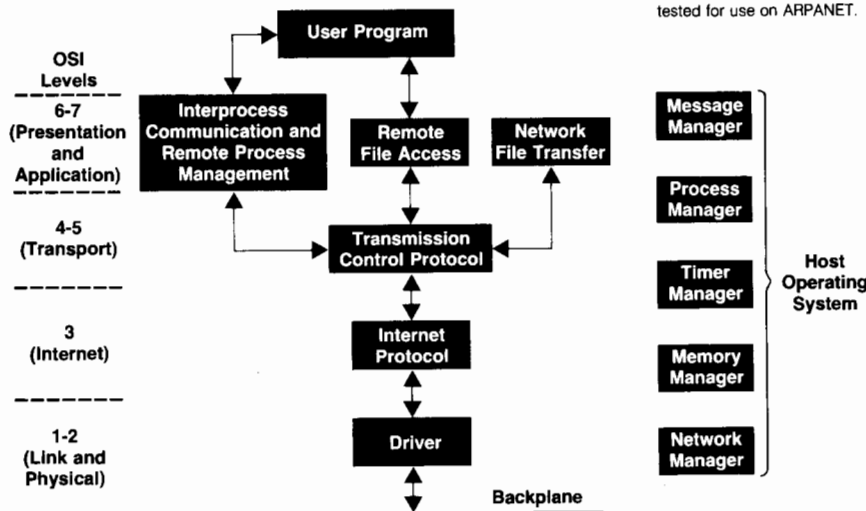 tested for use on ARPANET.
User Program
OSI
Levels
6-7
(Presentation
and
Application)
Interprocess
Communication and
Remote Process
Management
Remote
File Access
Network
File Transfer
Message
Manager
Process
Manager
4-5
(Transport)
Transmission
Control Protocol
Timer
Manager
Host
Operating
System
3
(Internet)
Internet
Protocol
Memory
Manager
1-2
(Link and
Physical)
Driver
Network
Manager
Backplane